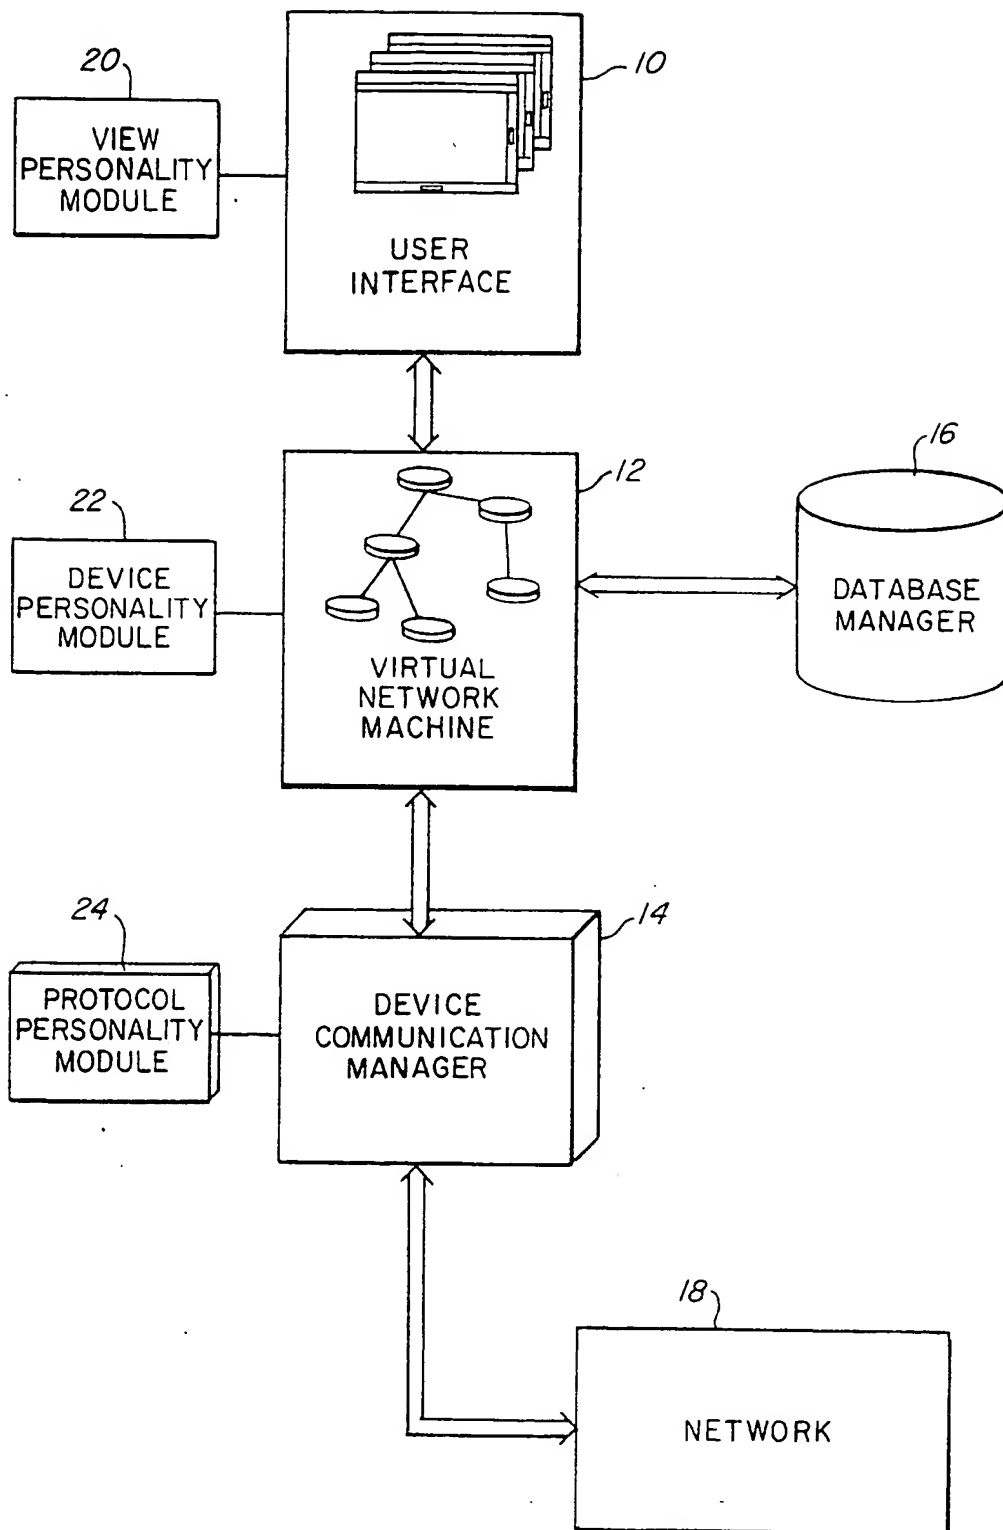 10
20
VIEW
PERSONALITY
MODULE
USER
INTERFACE
12
16
22
DEVICE
PERSONALITY
MODULE
DATABASE
MANAGER
VIRTUAL
NETWORK
MACHINE
24
14
PROTOCOL
PERSONALITY
MODULE
DEVICE
COMMUNICATION
MANAGER
18
NETWORK